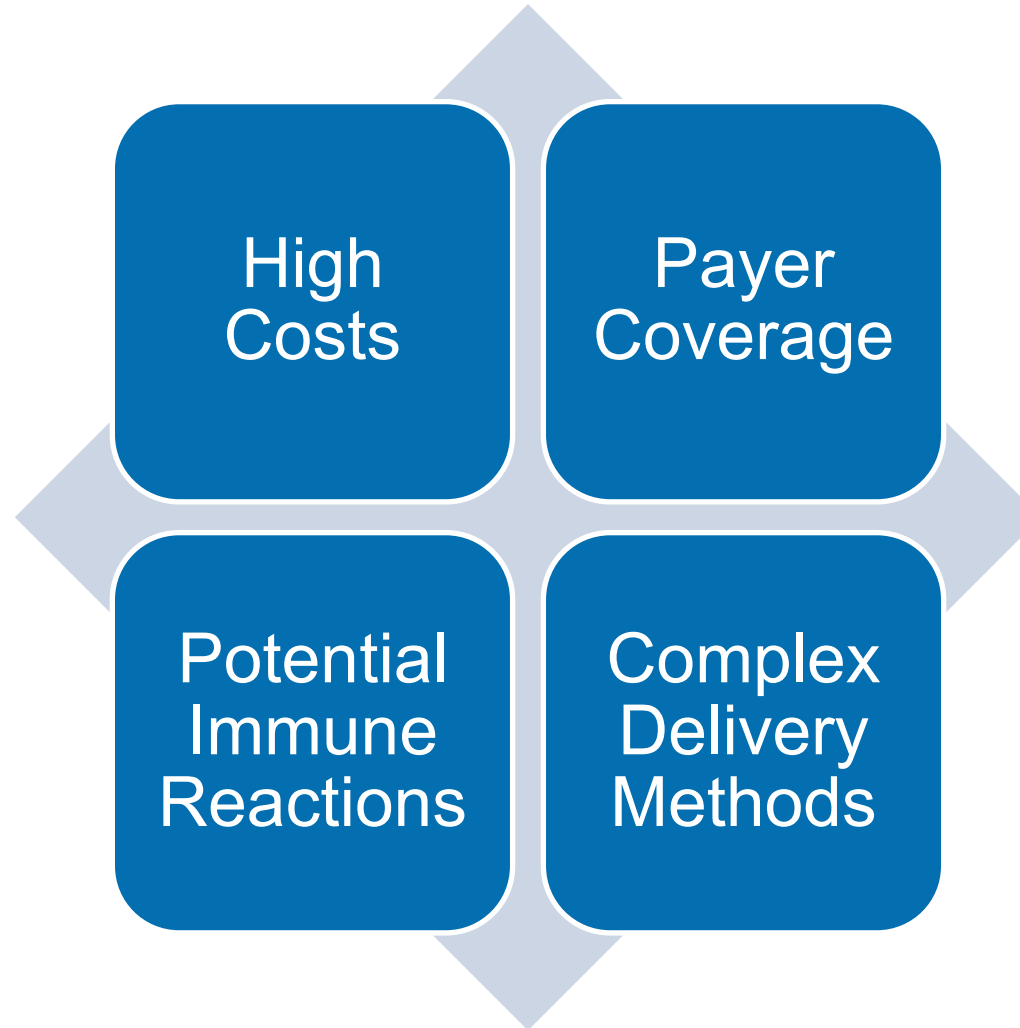 High
Costs
Payer
Coverage
Potential
Immune
Reactions
Complex
Delivery
Methods